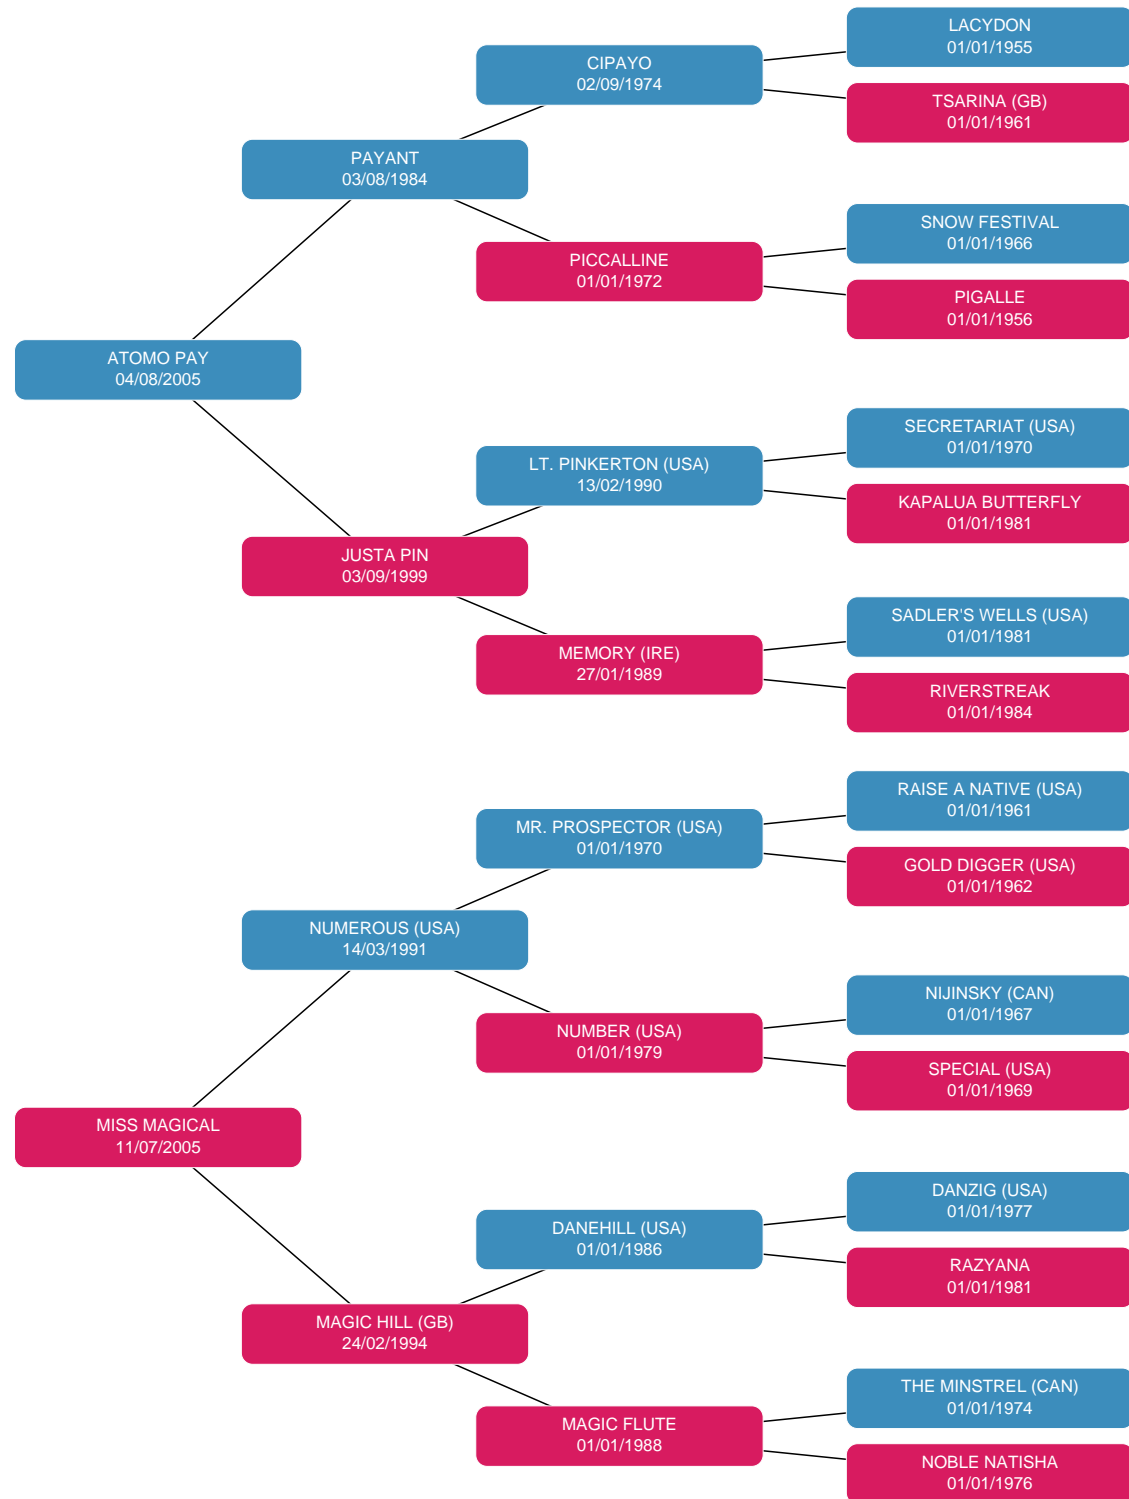 LACYDON
01/01/1955
CIPAYO
02/09/1974
TSARINA (GB)
01/01/1961
PAYANT
03/08/1984
SNOW FESTIVAL
01/01/1966
PICCALLINE
01/01/1972
PIGALLE
01/01/1956
ATOMO PAY
04/08/2005
SECRETARIAT (USA)
01/01/1970
LT. PINKERTON (USA)
13/02/1990
KAPALUA BUTTERFLY
01/01/1981
JUSTA PIN
03/09/1999
SADLER'S WELLS (USA)
01/01/1981
MEMORY (IRE)
27/01/1989
RIVERSTREAK
01/01/1984
RAISE A NATIVE (USA)
01/01/1961
MR. PROSPECTOR (USA)
01/01/1970
GOLD DIGGER (USA)
01/01/1962
NUMEROUS (USA)
14/03/1991
NIJINSKY (CAN)
01/01/1967
NUMBER (USA)
01/01/1979
SPECIAL (USA)
01/01/1969
MISS MAGICAL
11/07/2005
DANZIG (USA)
01/01/1977
DANEHILL (USA)
01/01/1986
RAZYANA
01/01/1981
MAGIC HILL (GB)
24/02/1994
THE MINSTREL (CAN)
01/01/1974
MAGIC FLUTE
01/01/1988
NOBLE NATISHA
01/01/1976